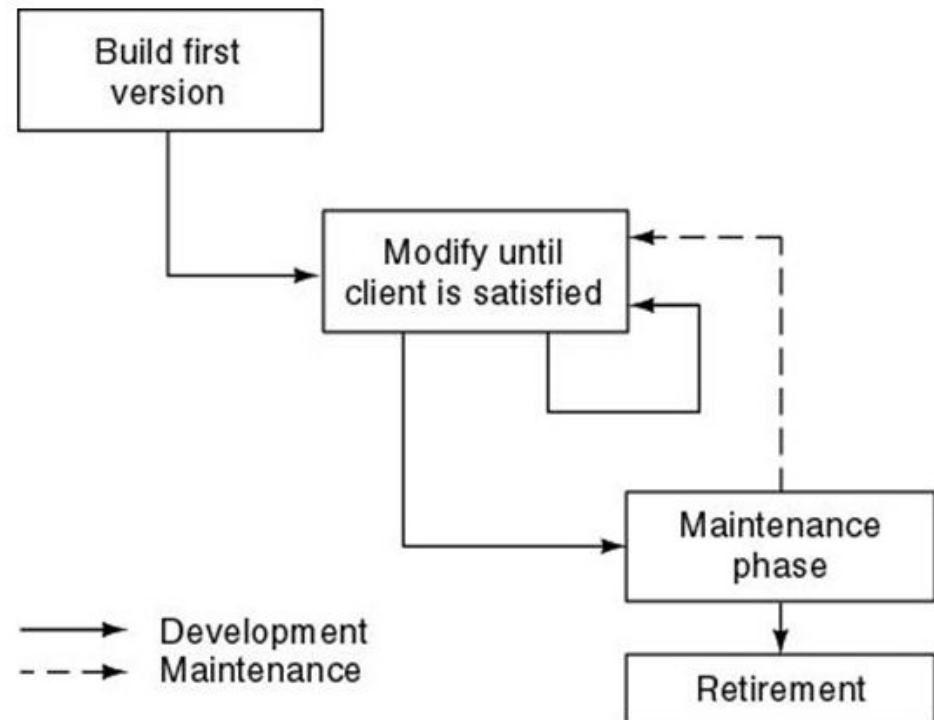 Build first
version
Modify until
client is satisfied
Maintenance
phase
Development
Maintenance
Retirement